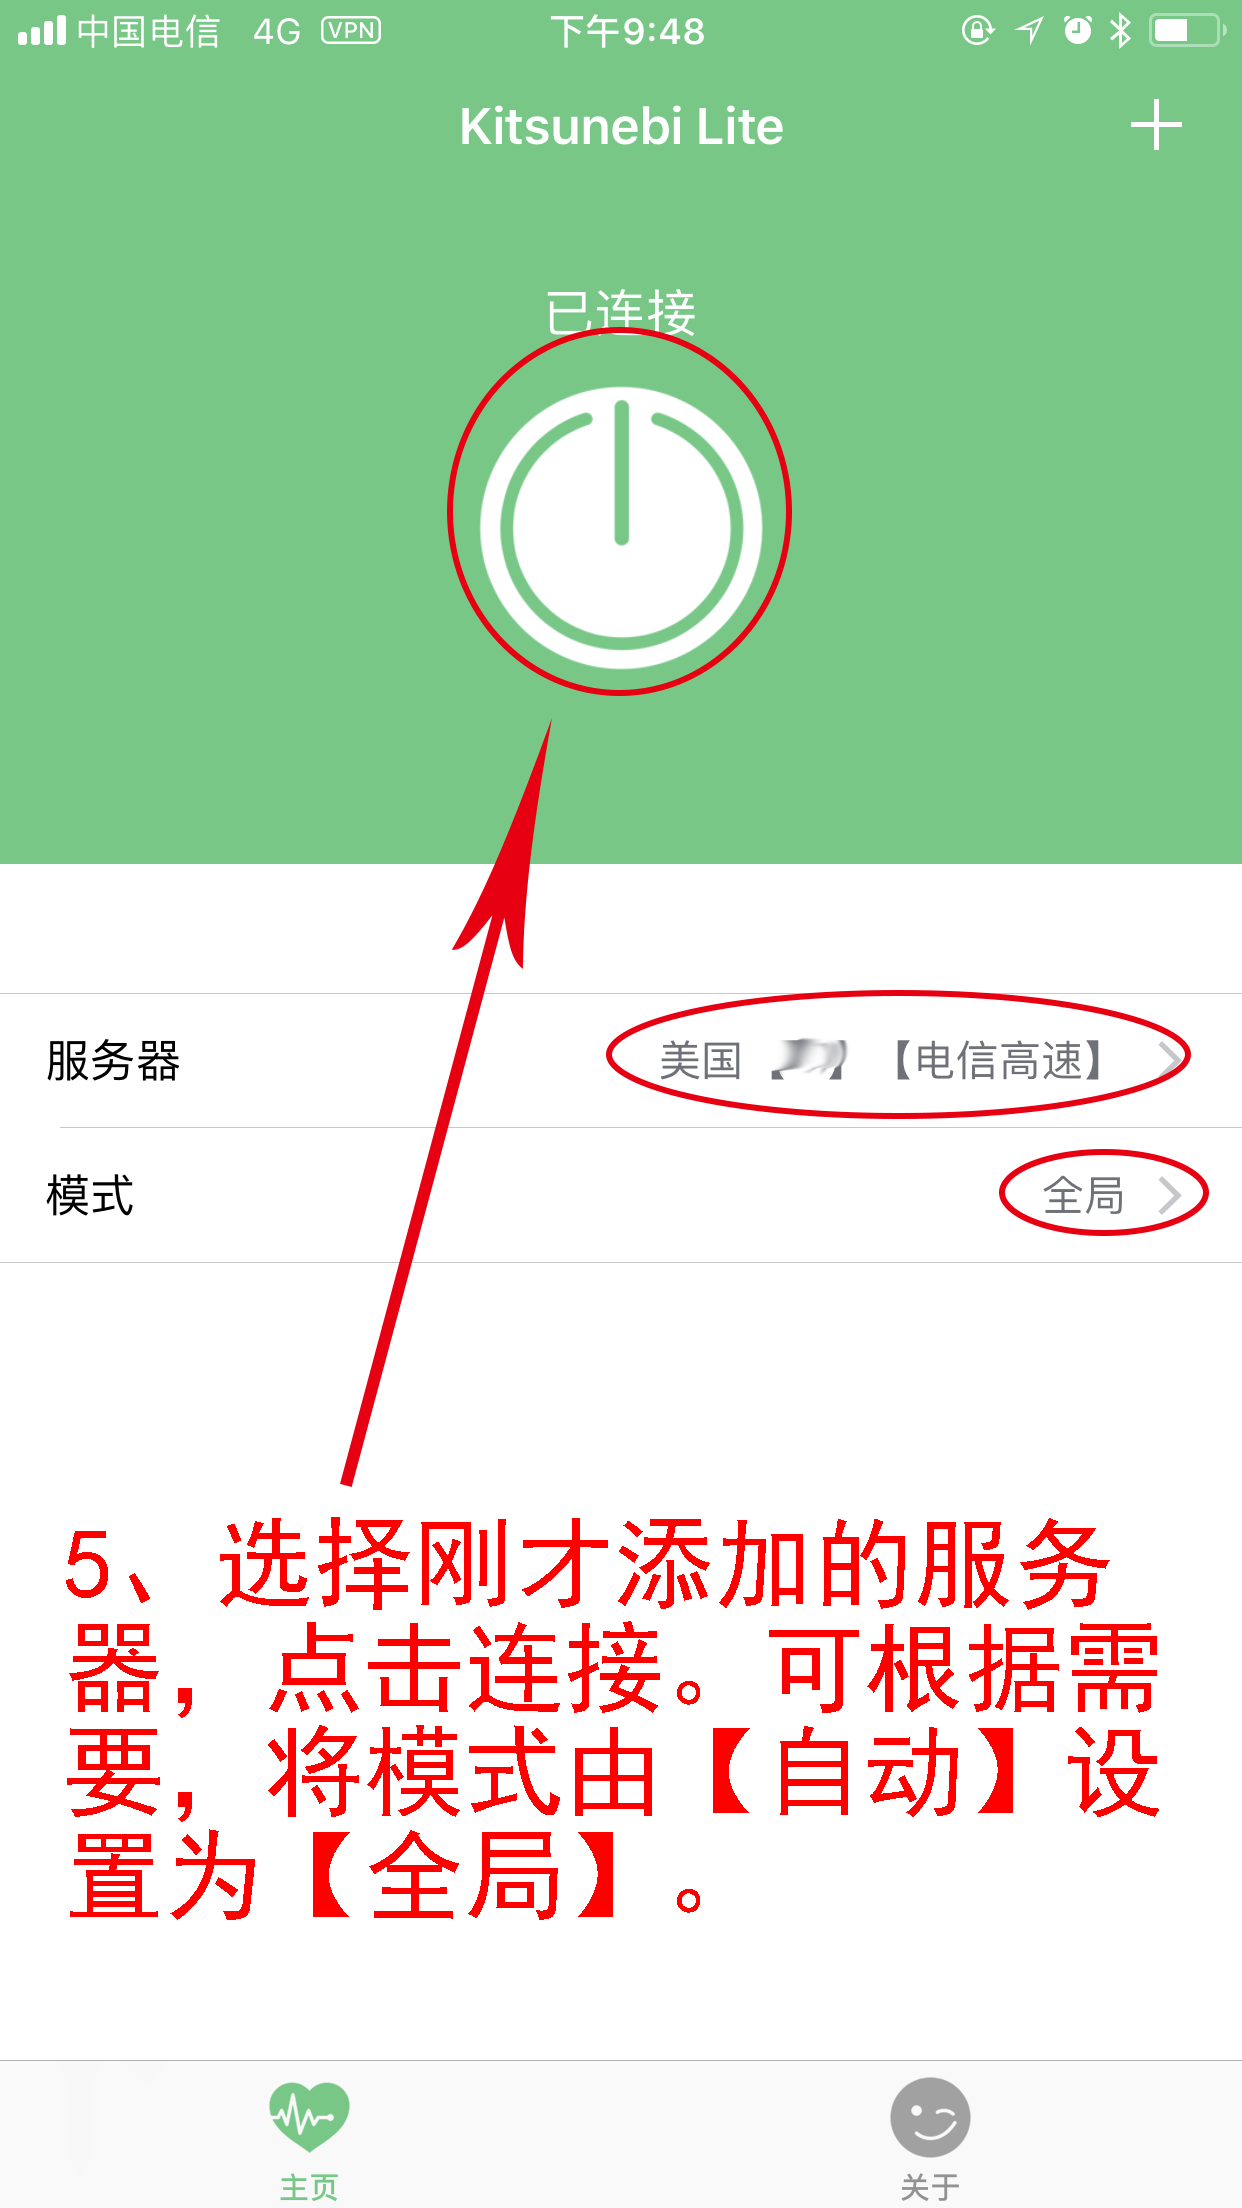 中国电信 4G VPN 下午9:48
Kitsunebi Lite
已连接
服务器 美国 【】 【电信高速】
模式 全局
5、选择刚才添加的服务
器，点击连接。可根据需
要，将模式由【自动】设
置为【全局】。
主页 关于